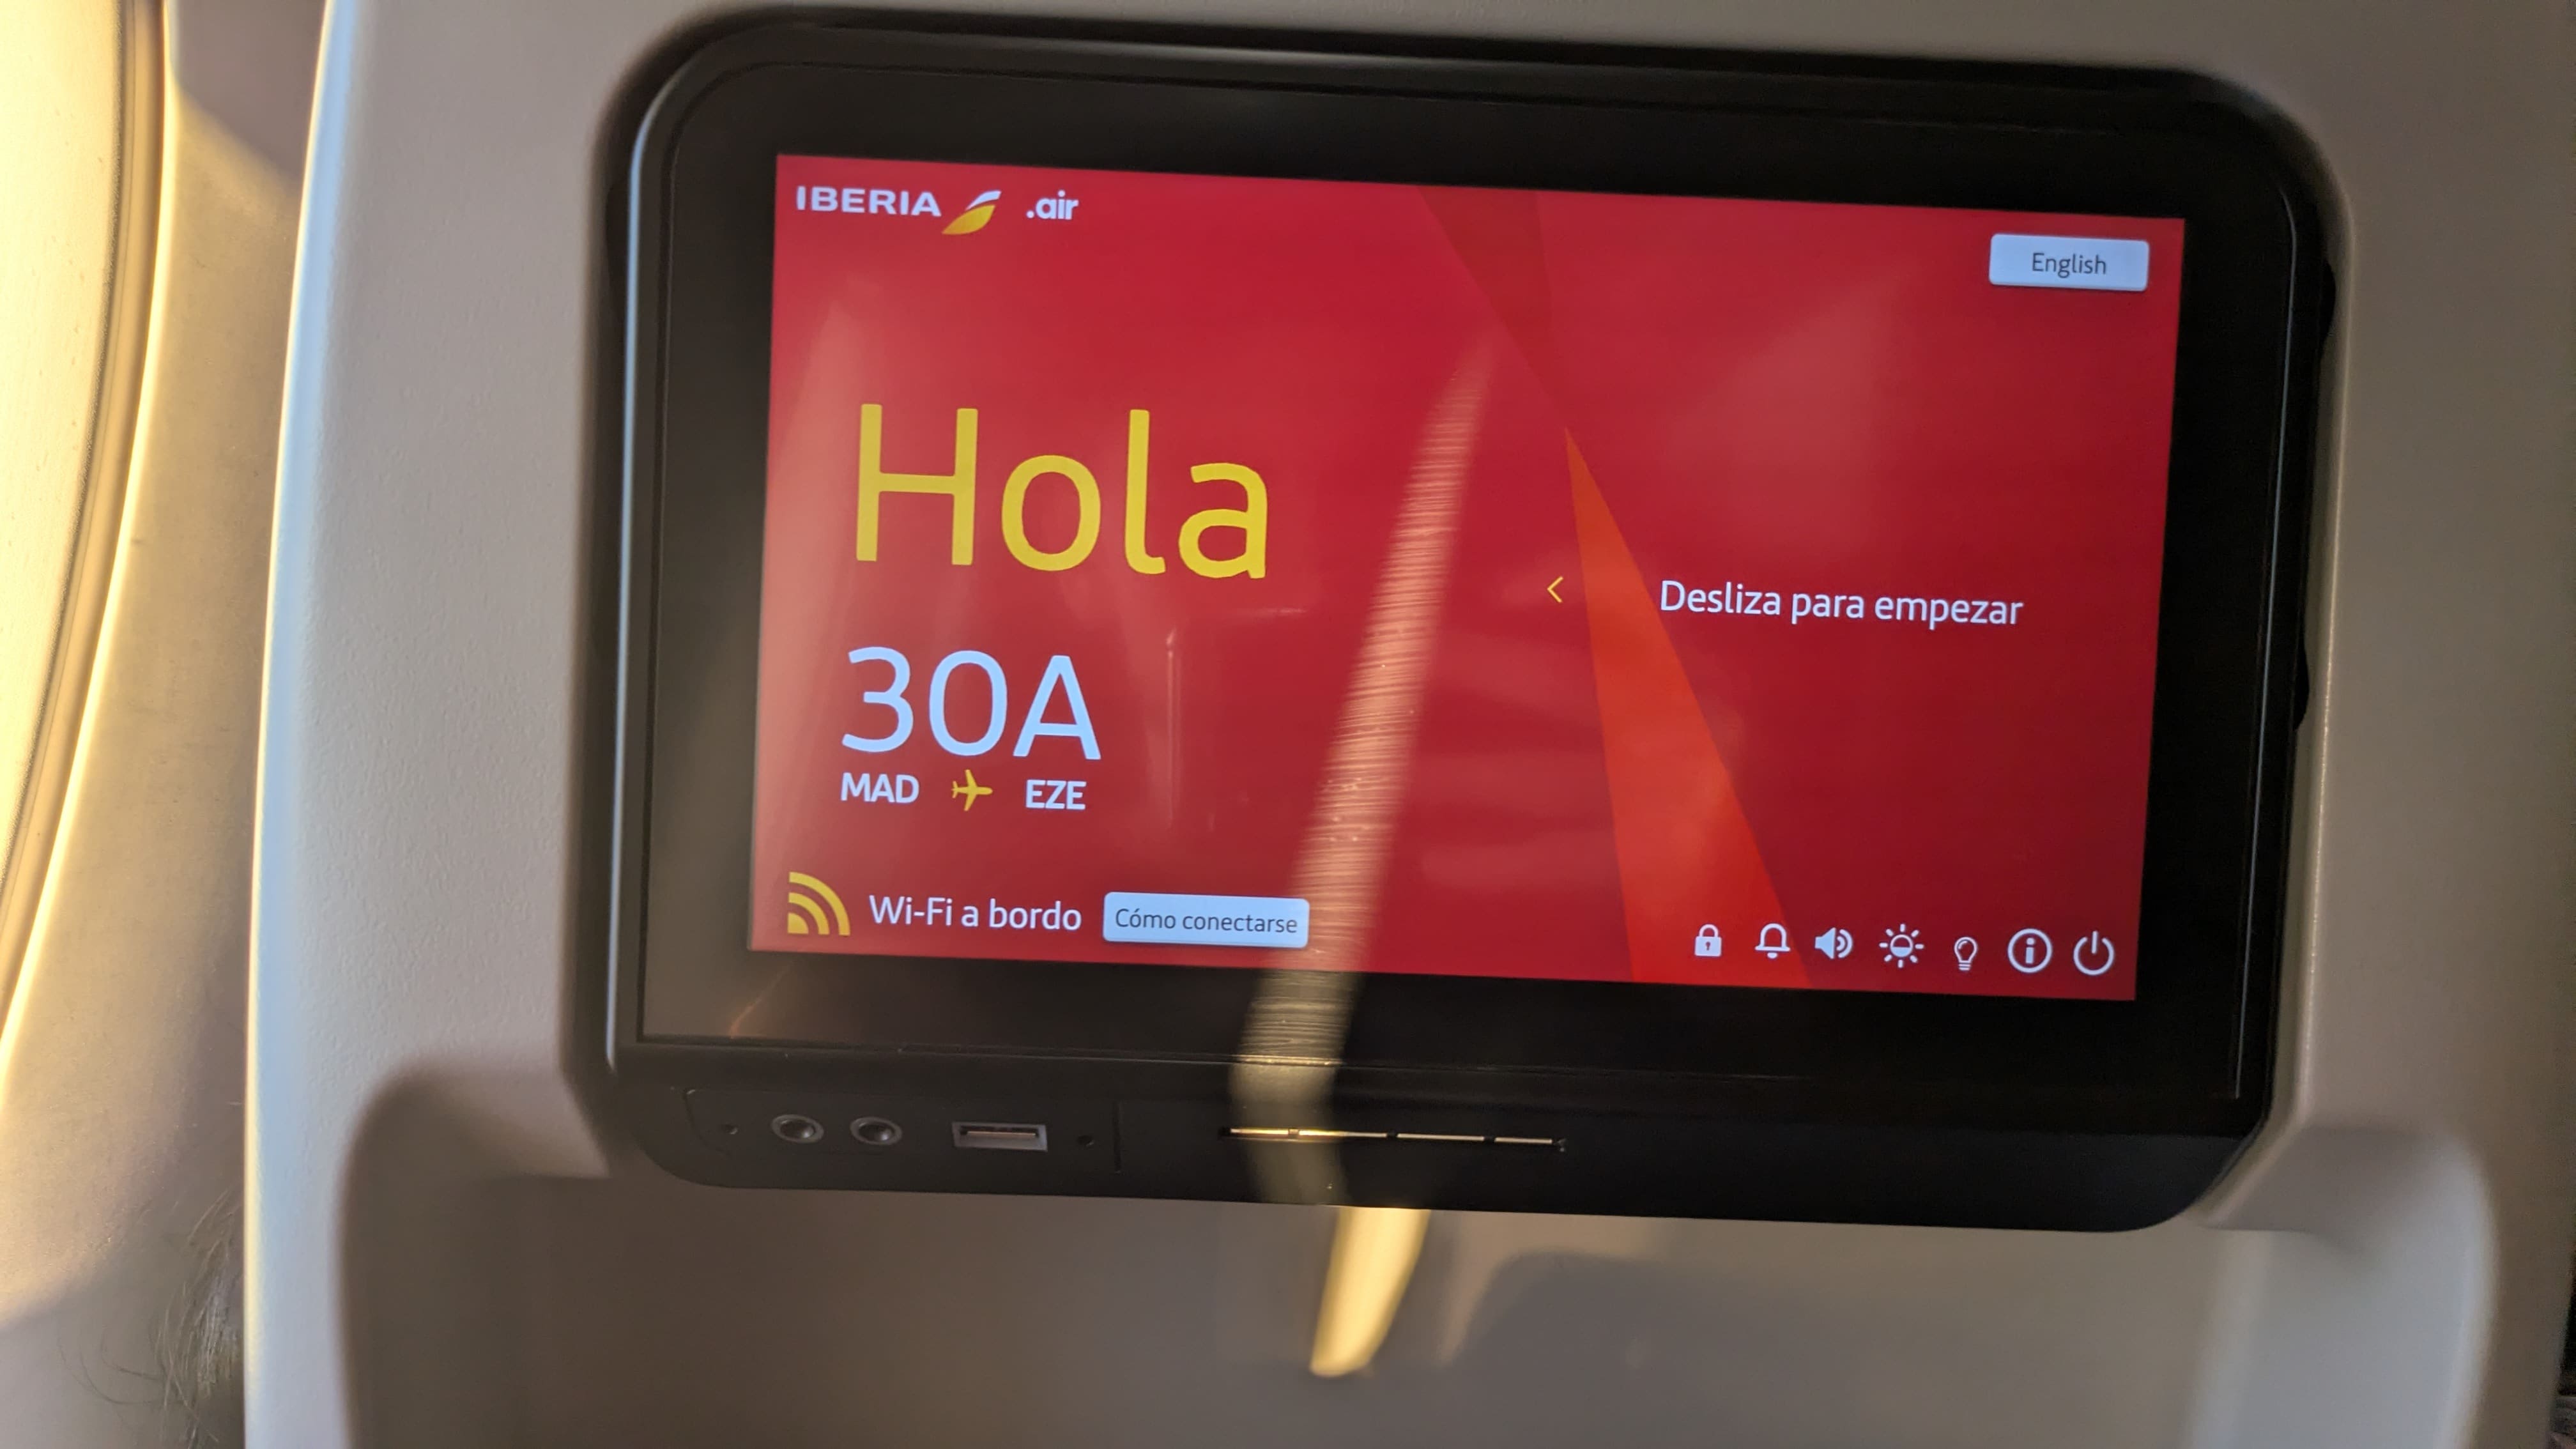 IBERIA .air
English
Hola
30A
MAD EZE
Desliza para empezar
Wi-Fi a bordo Cómo conectarse